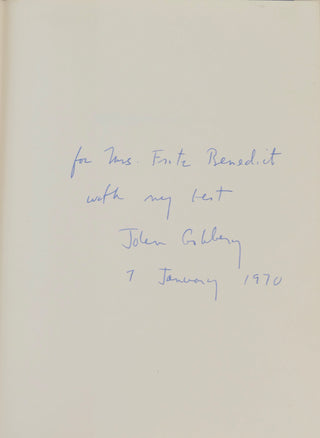 for Mrs. Fritz Benedict
with my best
John Ashbery
7 January 1970